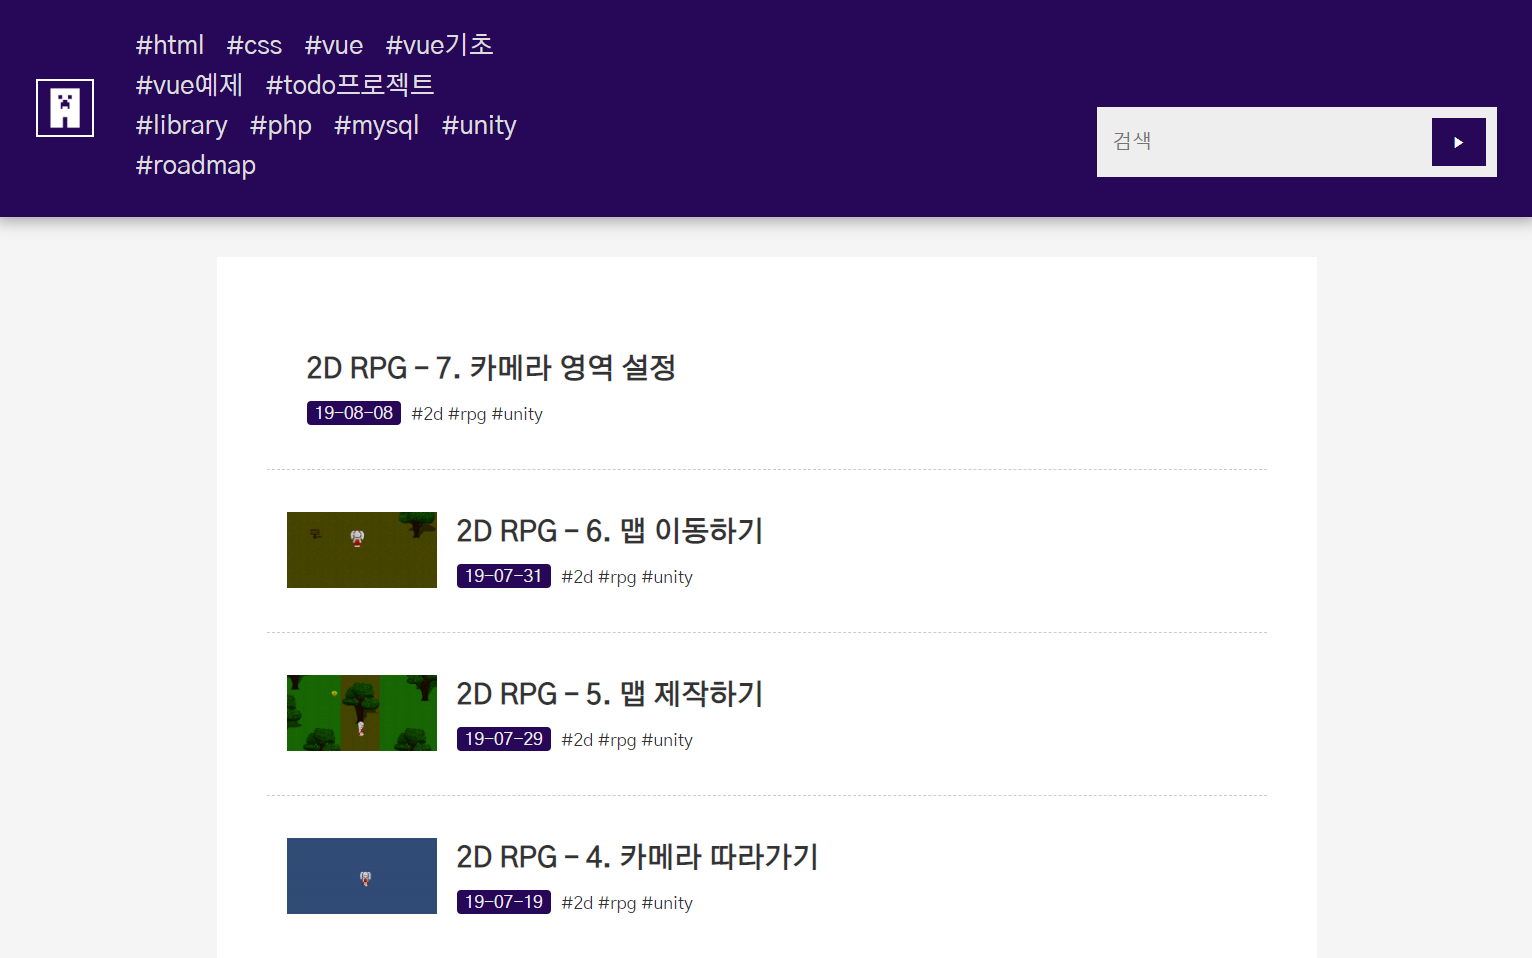 #html #css #vue #vue기초
#vue예제 #todo프로젝트
#library #php #mysql #unity
#roadmap
검색
2D RPG – 7. 카메라 영역 설정
19-08-08 #2d #rpg #unity
2D RPG – 6. 맵 이동하기
19-07-31 #2d #rpg #unity
2D RPG – 5. 맵 제작하기
19-07-29 #2d #rpg #unity
2D RPG – 4. 카메라 따라가기
19-07-19 #2d #rpg #unity